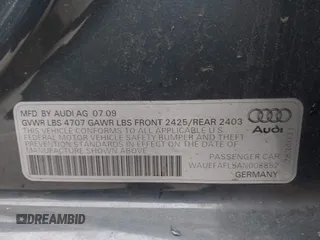 MFD. BY AUDI AG 07.09
GVWR LBS 4707 GAWR LBS FRONT 2425/REAR 2403
THIS VEHICLE CONFORMS TO ALL APPLICABLE U.S.
FEDERAL MOTOR VEHICLE
SAFETY BUMPER AND THEFT
PREVENTION STANDARDS IN
EFFECT ON THE DATE OF
MANUFACTURE SHOWN ABOVE
Audi
PASSENGER CAR
GERMANY
DREAMBID